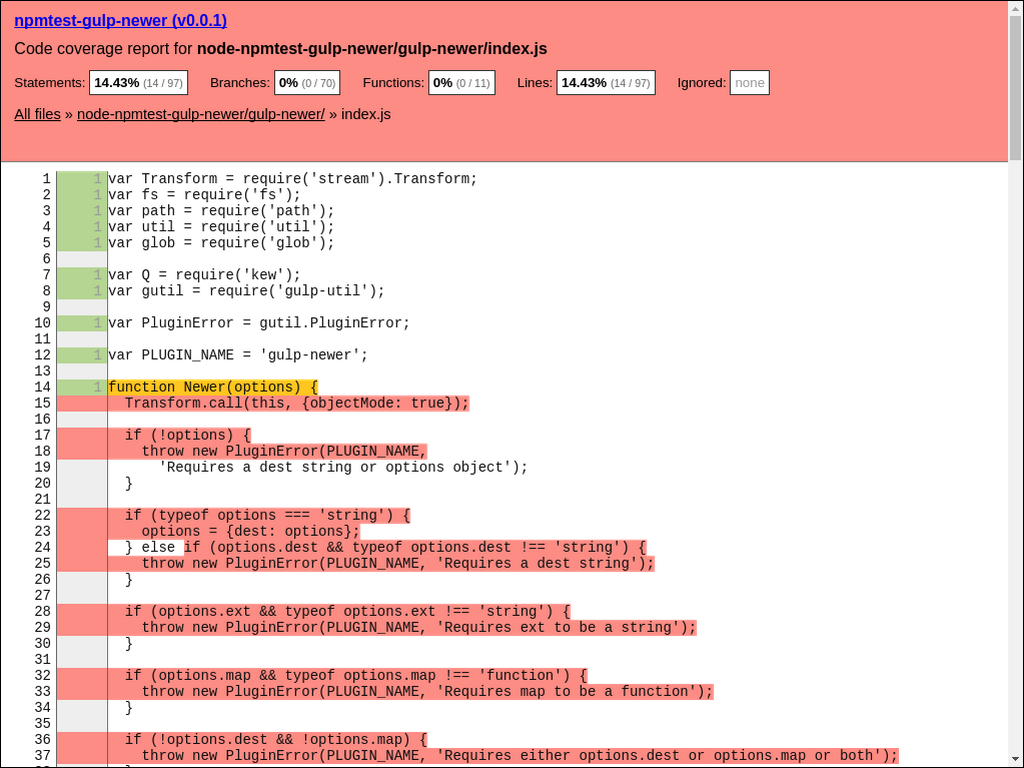 npmtest-gulp-newer (v0.0.1)
Code coverage report for node-npmtest-gulp-newer/gulp-newer/index.js
Statements: 14.43% (14 / 97) Branches: 0% (0 / 70) Functions: 0% (0 / 11) Lines: 14.43% (14 / 97) Ignored: none
All files » node-npmtest-gulp-newer/gulp-newer/ » index.js
1 1 var Transform = require('stream').Transform;
2 1 var fs = require('fs');
3 1 var path = require('path');
4 1 var util = require('util');
5 1 var glob = require('glob');
6
7 1 var Q = require('kew');
8 1 var gutil = require('gulp-util');
9
10 1 var PluginError = gutil.PluginError;
11
12 1 var PLUGIN_NAME = 'gulp-newer';
13
14 1 function Newer(options) {
15   Transform.call(this, {objectMode: true});
16
17   if (!options) {
18     throw new PluginError(PLUGIN_NAME,
19       'Requires a dest string or options object');
20   }
21
22   if (typeof options === 'string') {
23     options = {dest: options};
24   } else if (options.dest && typeof options.dest !== 'string') {
25     throw new PluginError(PLUGIN_NAME, 'Requires a dest string');
26   }
27
28   if (options.ext && typeof options.ext !== 'string') {
29     throw new PluginError(PLUGIN_NAME, 'Requires ext to be a string');
30   }
31
32   if (options.map && typeof options.map !== 'function') {
33     throw new PluginError(PLUGIN_NAME, 'Requires map to be a function');
34   }
35
36   if (!options.dest && !options.map) {
37     throw new PluginError(PLUGIN_NAME, 'Requires either options.dest or options.map or both');